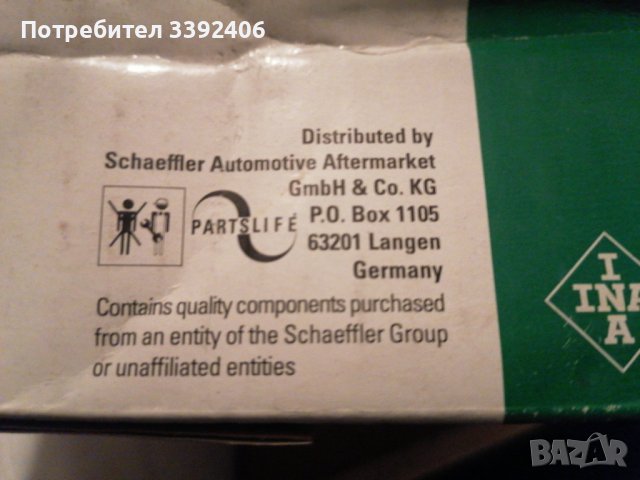 Потребител 3392406
Distributed by
Schaeffler Automotive Aftermarket
GmbH & Co. KG
PARTSLIFE
P.O. Box 1105
63201 Langen
Germany
Contains quality components purchased
from an entity of the Schaeffler Group
or unaffiliated entities
I
INA
A
BAZAR